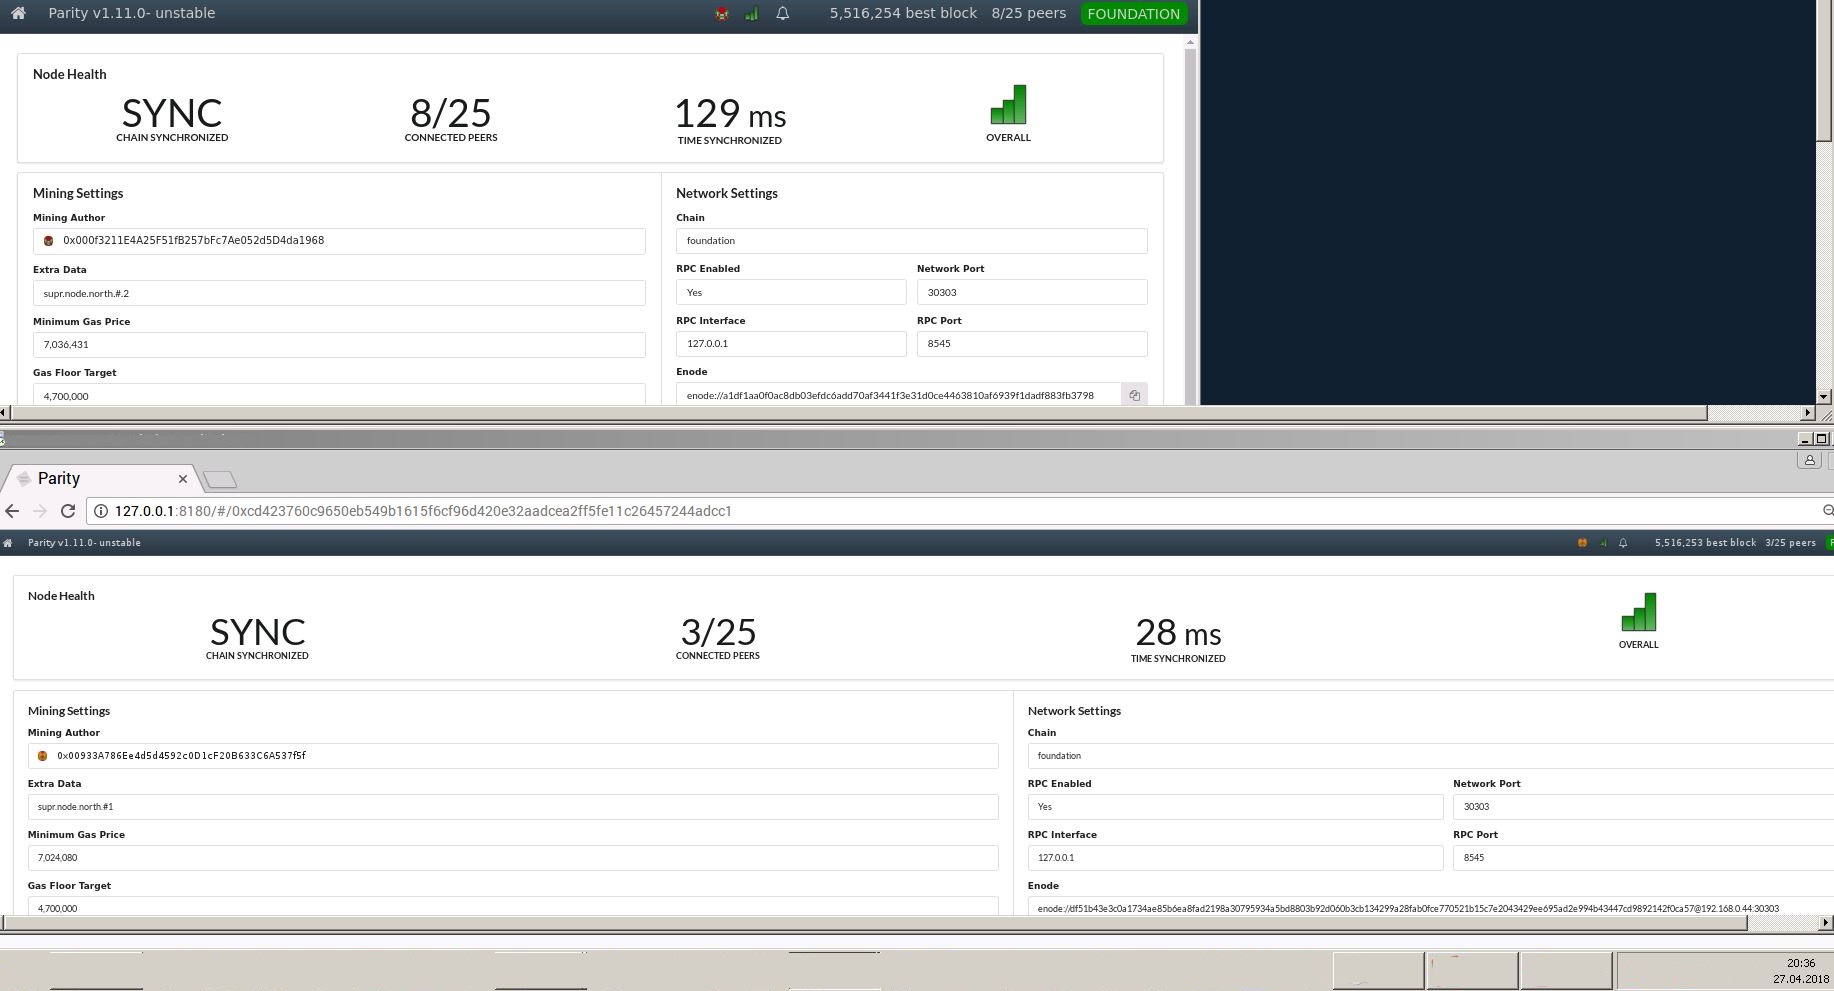 Parity v1.11.0- unstable 5,516,254 best block 8/25 peers FOUNDATION
Node Health
SYNC 8/25 129 ms
CHAIN SYNCHRONIZED CONNECTED PEERS TIME SYNCHRONIZED OVERALL
Mining Settings Network Settings
Mining Author Chain
0x000f3211E4A25F51fB257bFc7Ae052d5D4da1968 foundation
Extra Data RPC Enabled Network Port
supr.node.north.#.2 Yes 30303
Minimum Gas Price RPC Interface RPC Port
7,036,431 127.0.0.1 8545
Gas Floor Target Enode
4,700,000 enode://a1df1aa0f0ac8db03efdc6add70af3441f3e31d0ce4463810af6939f1dadf883fb3798
Parity
127.0.0.1:8180/#/0xcd423760c9650eb549b1615f6cf96d420e32aadcea2ff5fe11c26457244adcc1
Parity v1.11.0- unstable 5,516,253 best block 3/25 peers F
Node Health
SYNC 3/25 28 ms
CHAIN SYNCHRONIZED CONNECTED PEERS TIME SYNCHRONIZED OVERALL
Mining Settings Network Settings
Mining Author Chain
0x00933A786Ee4d5d4592c0D1cF20B633C6A537f5f foundation
Extra Data RPC Enabled Network Port
supr.node.north.#1 Yes 30303
Minimum Gas Price RPC Interface RPC Port
7,024,080 127.0.0.1 8545
Gas Floor Target Enode
4,700,000 enode://df51b43e3c0a1734ae85b6ea8fad2198a30795934a5bd8803b92d060b3cb134299a28fab0fce770521b15c7e2043429ee695ad2e994b43447cd9892142f0ca57@192.168.0.44:30303
20:36
27.04.2018